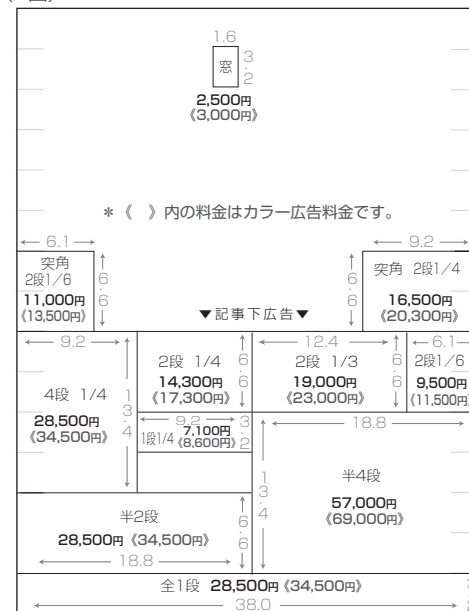 1.6
窓
3.2
2,500円
《3,000円》
＊《　》内の料金はカラー広告料金です。
6.1
突角
2段1/6
11,000円
《13,500円》
6.6
▼記事下広告▼
9.2
突角 2段1/4
16,500円
《20,300円》
6.6
9.2
4段 1/4
28,500円
《34,500円》
13.4
2段 1/4
14,300円
《17,300円》
6.6
12.4
2段 1/3
19,000円
《23,000円》
6.6
6.1
2段1/6
9,500円
《11,500円》
9.2
1段1/4
7,100円
《8,600円》
3.2
18.8
半4段
57,000円
《69,000円》
13.4
半2段
28,500円《34,500円》
18.8
6.6
全1段 28,500円《34,500円》
38.0